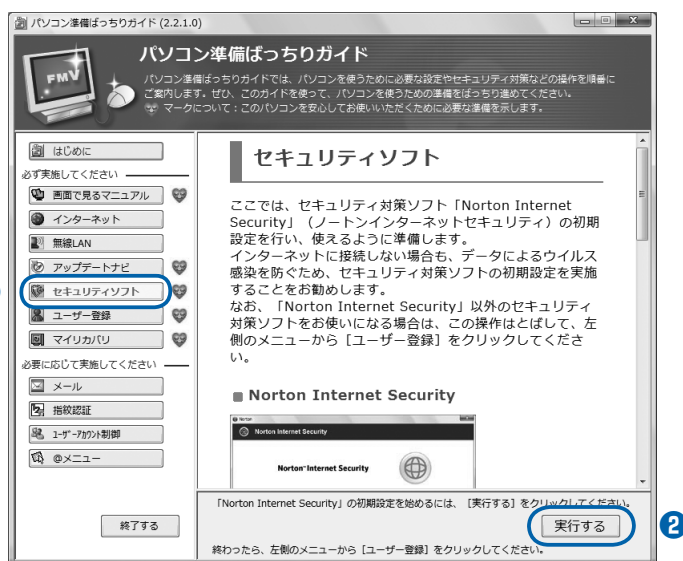 パソコン準備ばっちりガイド (2.2.1.0)
FMV
パソコン準備ばっちりガイド
パソコン準備ばっちりガイドでは、パソコンを使うために必要な設定やセキュリティ対策などの操作を順番に
ご案内します。ぜひ、このガイドを使って、パソコンを使うための準備をばっちり進めてください。
マークについて：このパソコンを安心してお使いいただくために必要な準備を示します。
はじめに
必ず実施してください
画面で見るマニュアル
インターネット
無線LAN
アップデートナビ
セキュリティソフト
ユーザー登録
マイリカバリ
必要に応じて実施してください
メール
指紋認証
ユーザーアカウント制御
@メニュー
終了する
セキュリティソフト
ここでは、セキュリティ対策ソフト「Norton Internet
Security」（ノートンインターネットセキュリティ）の初期
設定を行い、使えるように準備します。
インターネットに接続しない場合も、データによるウイルス
感染を防ぐため、セキュリティ対策ソフトの初期設定を実施
することをお勧めします。
なお、「Norton Internet Security」以外のセキュリティ
対策ソフトをお使いになる場合は、この操作はとばして、左
側のメニューから［ユーザー登録］をクリックしてくださ
い。
Norton Internet Security
Norton
Norton Internet Security
Norton Internet Security
「Norton Internet Security」の初期設定を始めるには、［実行する］をクリックしてください。
実行する
2
終わったら、左側のメニューから［ユーザー登録］をクリックしてください。